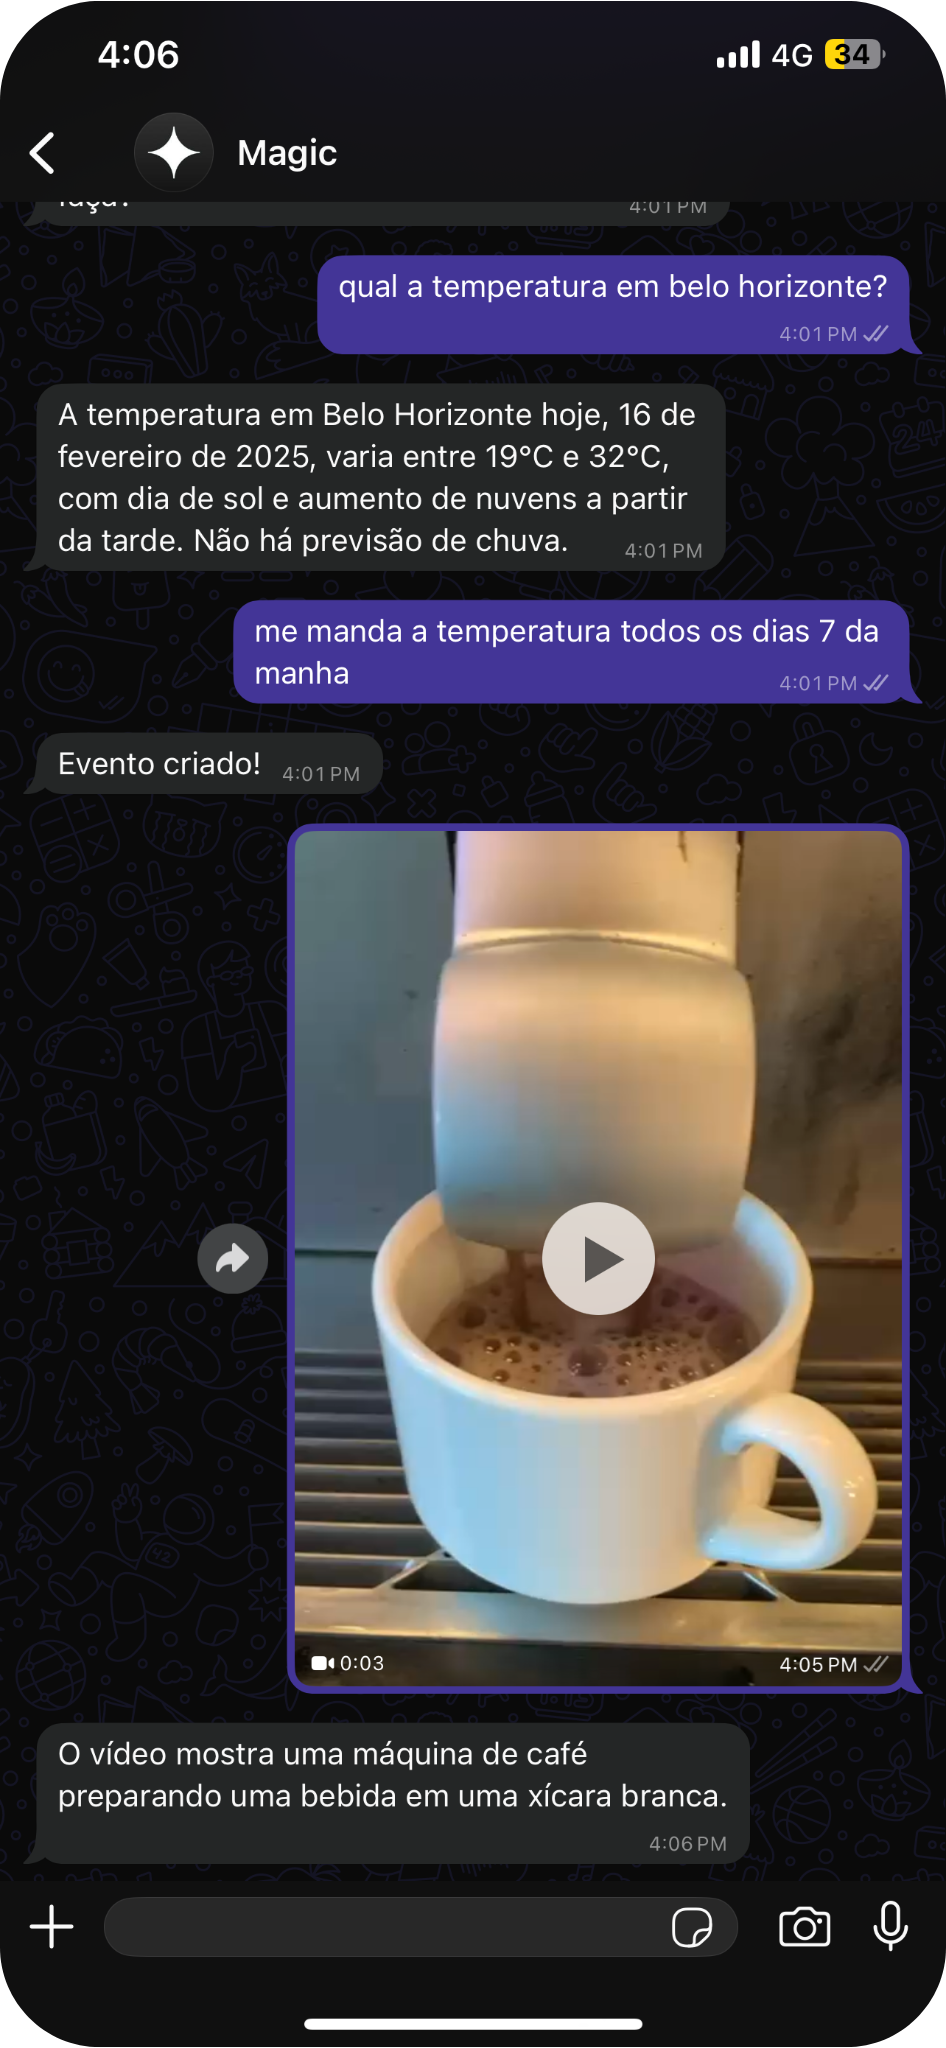 4:06
4G
34
Magic
4:01 PM
qual a temperatura em belo horizonte?
4:01 PM
A temperatura em Belo Horizonte hoje, 16 de
fevereiro de 2025, varia entre 19°C e 32°C,
com dia de sol e aumento de nuvens a partir
da tarde. Não há previsão de chuva.
4:01 PM
me manda a temperatura todos os dias 7 da
manha
4:01 PM
Evento criado!
4:01 PM
0:03
4:05 PM
O vídeo mostra uma máquina de café
preparando uma bebida em uma xícara branca.
4:06 PM